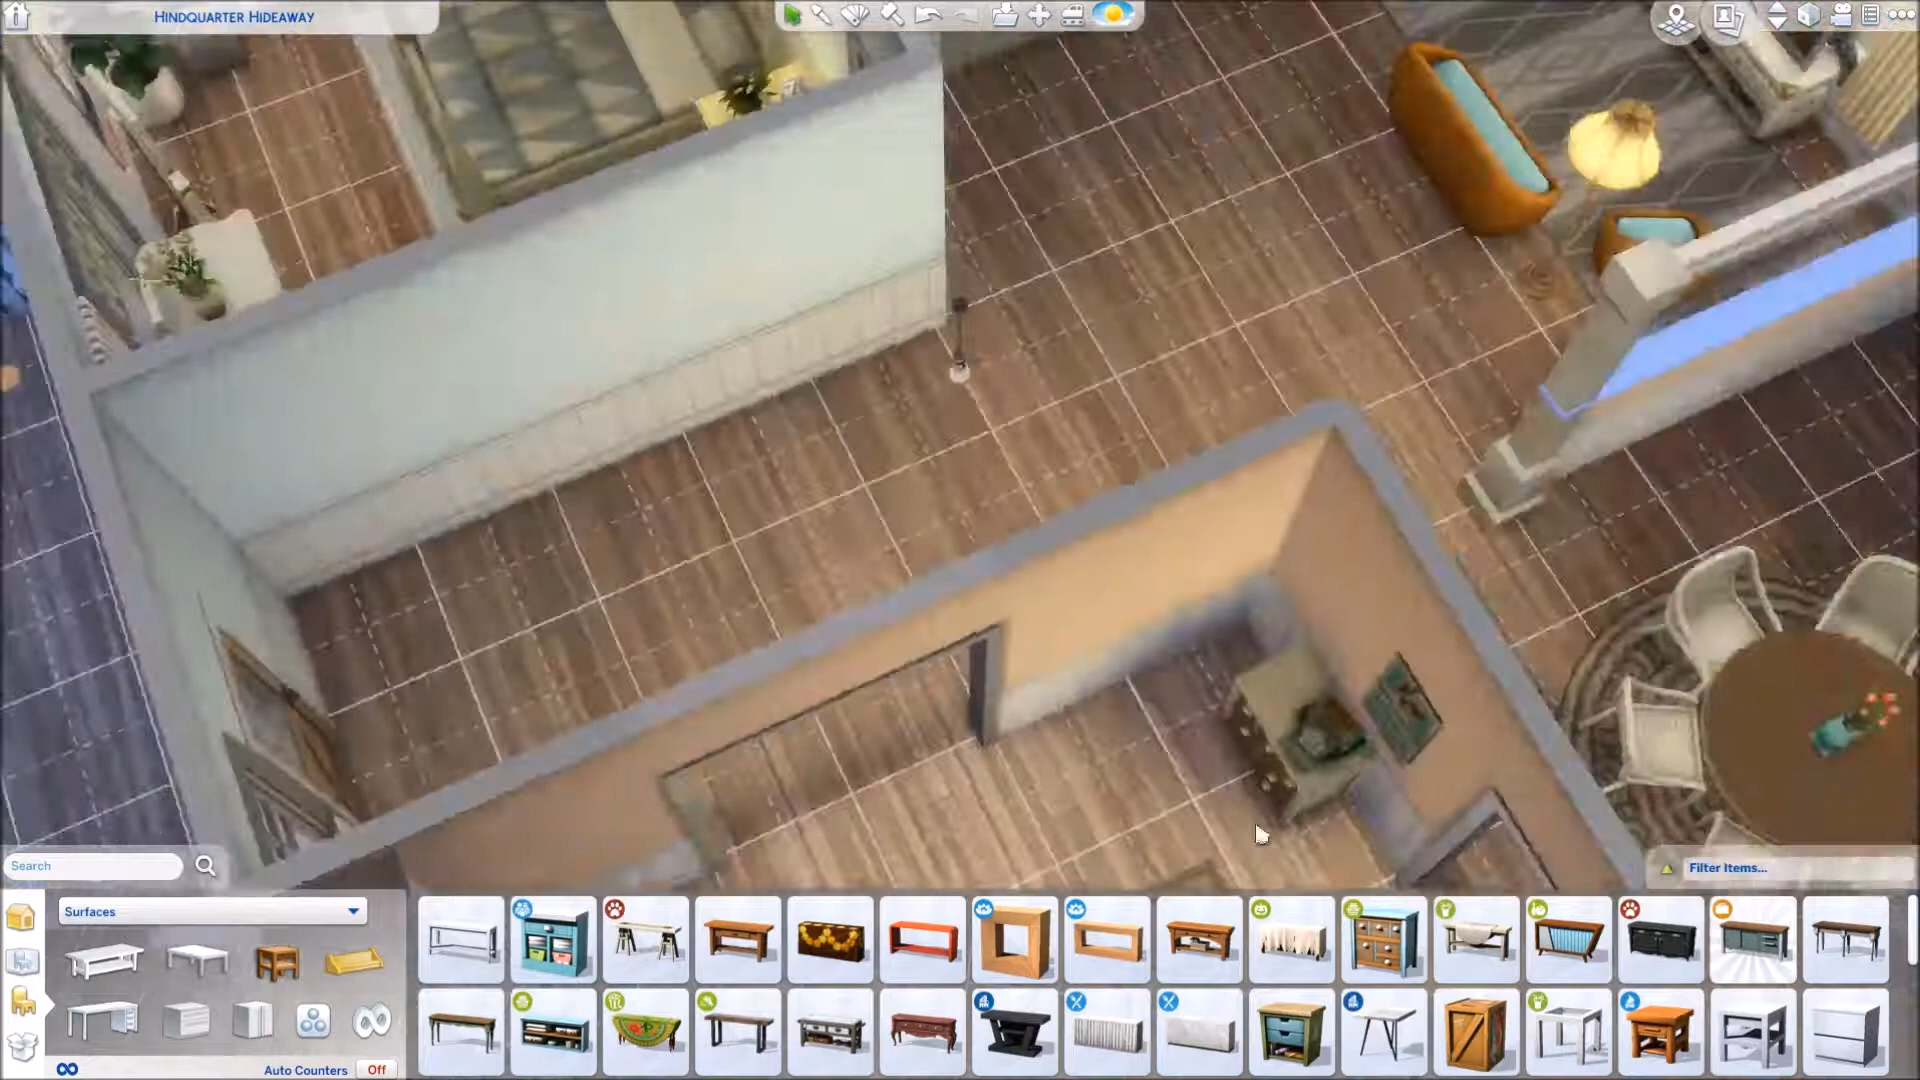 Hindquarter Hideaway
Search
Filter Items...
Surfaces
Auto Counters
Off